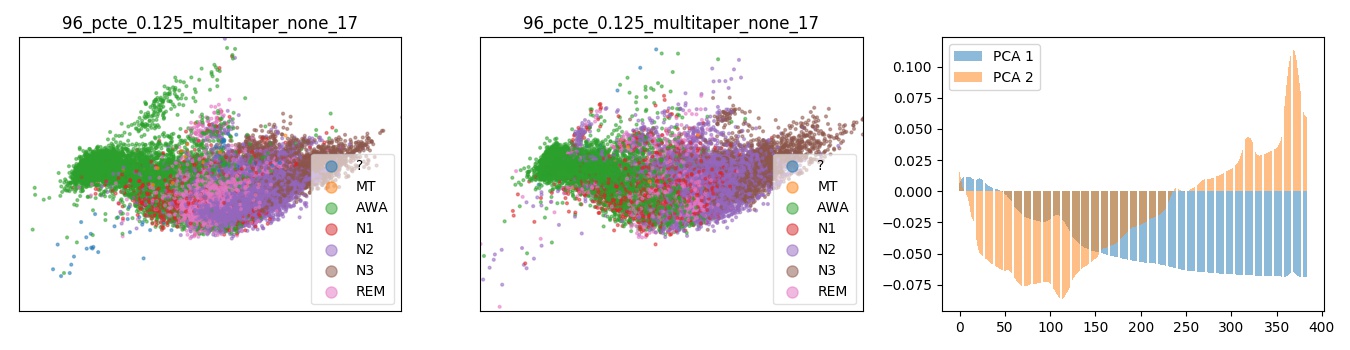 96_pcte_0.125_multitaper_none_17
?
MT
AWA
N1
N2
N3
REM
96_pcte_0.125_multitaper_none_17
?
MT
AWA
N1
N2
N3
REM
PCA 1
PCA 2
0.100
0.075
0.050
0.025
0.000
−0.025
−0.050
−0.075
0 50 100 150 200 250 300 350 400